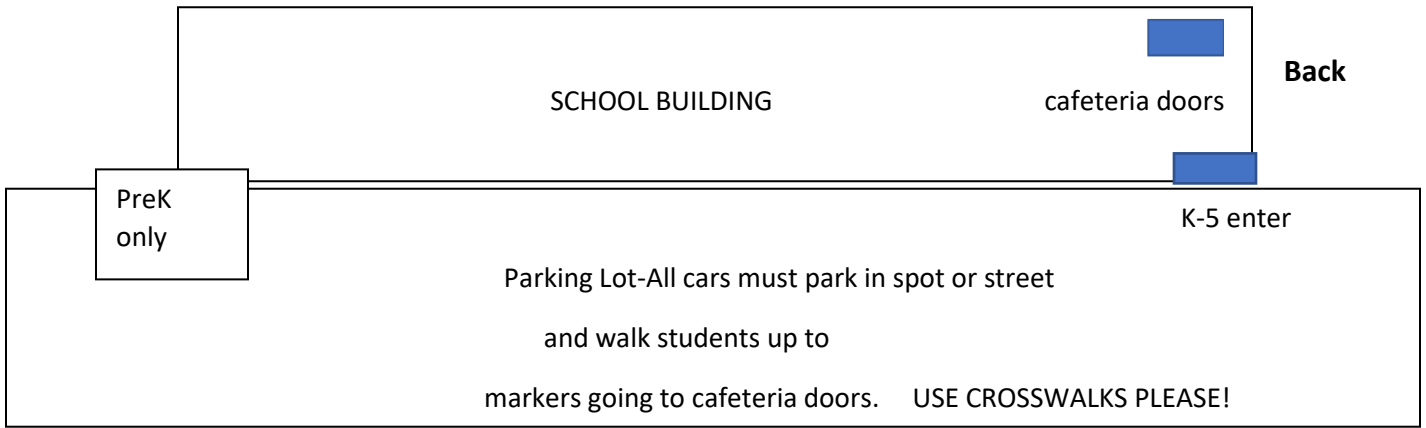 Back
SCHOOL BUILDING cafeteria doors
PreK
only
K-5 enter
Parking Lot-All cars must park in spot or street
and walk students up to
markers going to cafeteria doors. USE CROSSWALKS PLEASE!